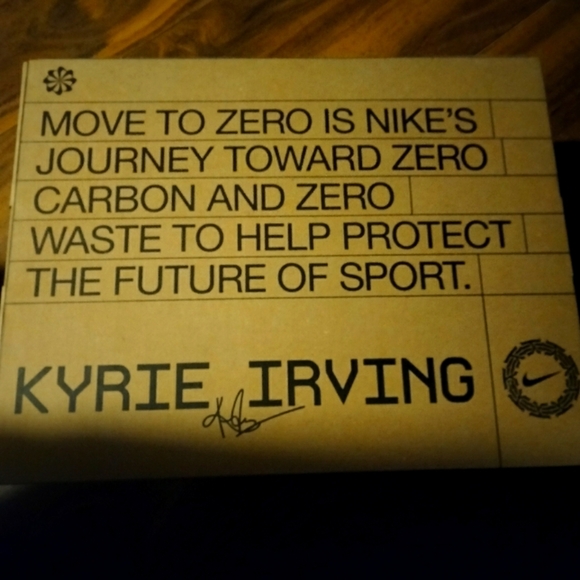 MOVE TO ZERO IS NIKE'S
JOURNEY TOWARD ZERO
CARBON AND ZERO
WASTE TO HELP PROTECT
THE FUTURE OF SPORT.
KYRIE IRVING